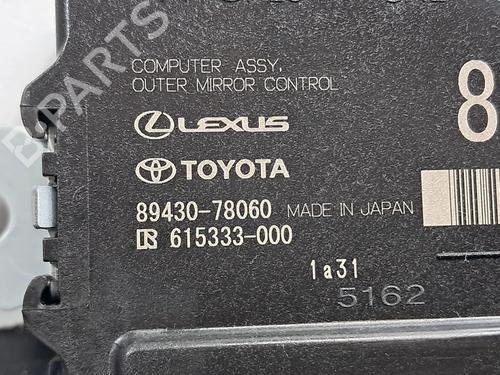 COMPUTER ASSY,
OUTER MIRROR CONTROL
8
LEXUS
TOYOTA
89430-78060 MADE IN JAPAN
615333-000
1a31
5162
B-PARTS